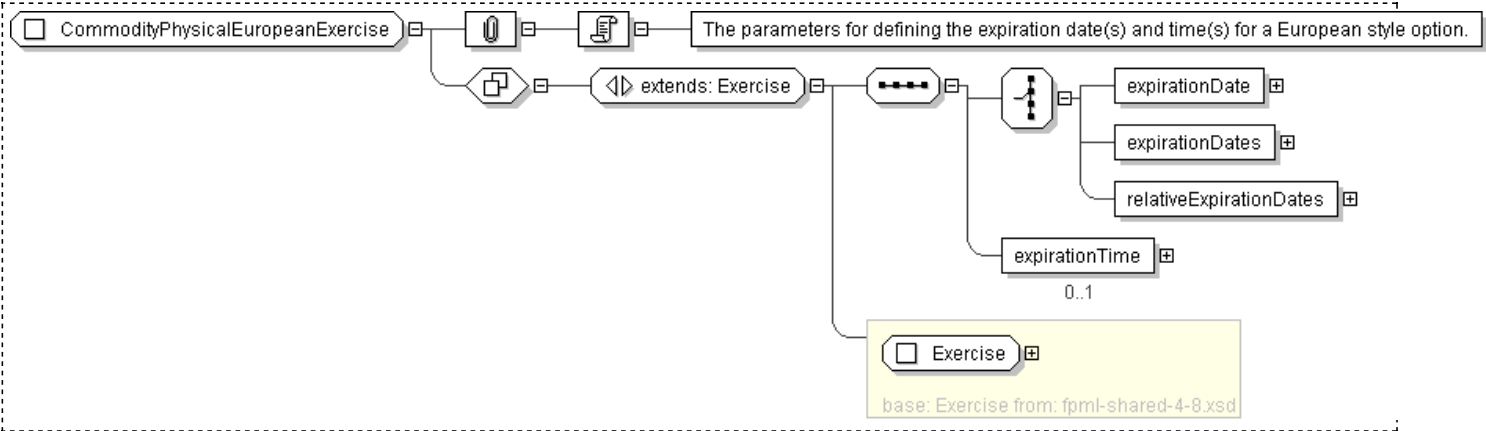 CommodityPhysicalEuropeanExercise
The parameters for defining the expiration date(s) and time(s) for a European style option.
extends: Exercise
expirationDate
expirationDates
relativeExpirationDates
expirationTime
0..1
Exercise
base: Exercise from: fpml-shared-4-8.xsd